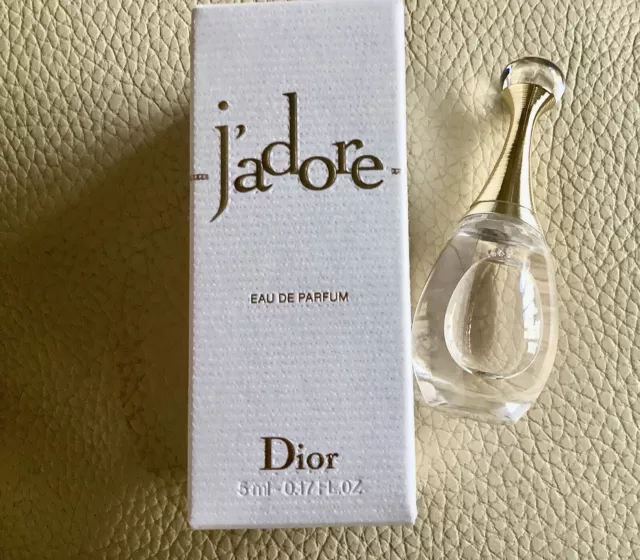 j'adore
EAU DE PARFUM
Dior
5 ml - 0.17 FL.OZ.